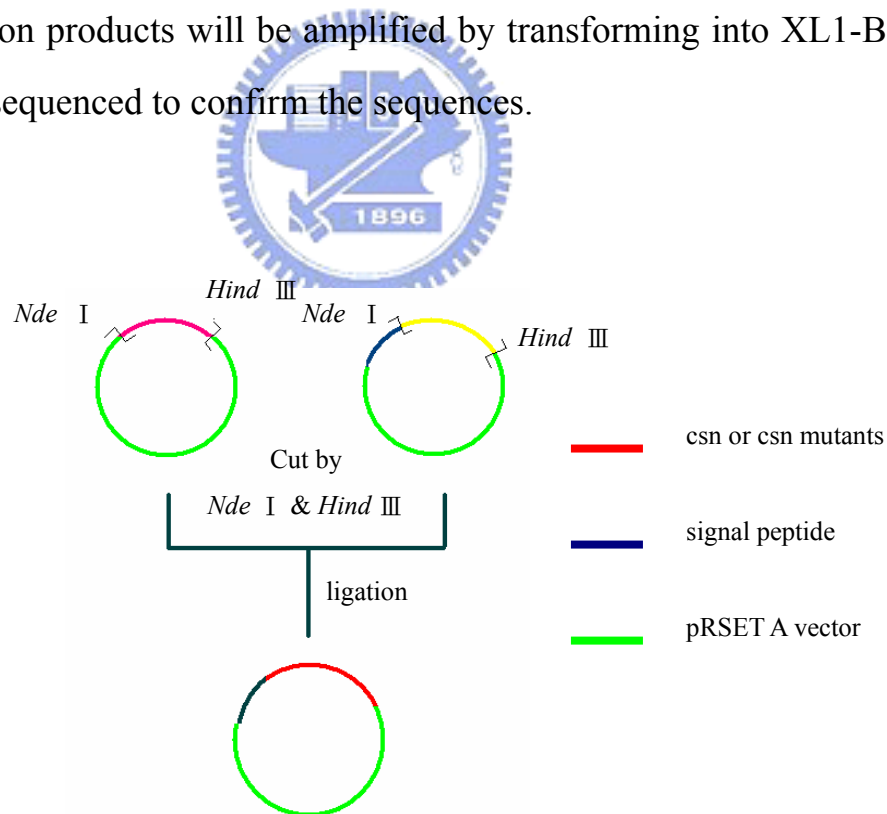 on products will be amplified by transforming into XL1-B
sequenced to confirm the sequences.
1896
Nde Ⅰ
Hind Ⅲ
Nde Ⅰ
Hind Ⅲ
Cut by
Nde Ⅰ & Hind Ⅲ
ligation
csn or csn mutants
signal peptide
pRSET A vector